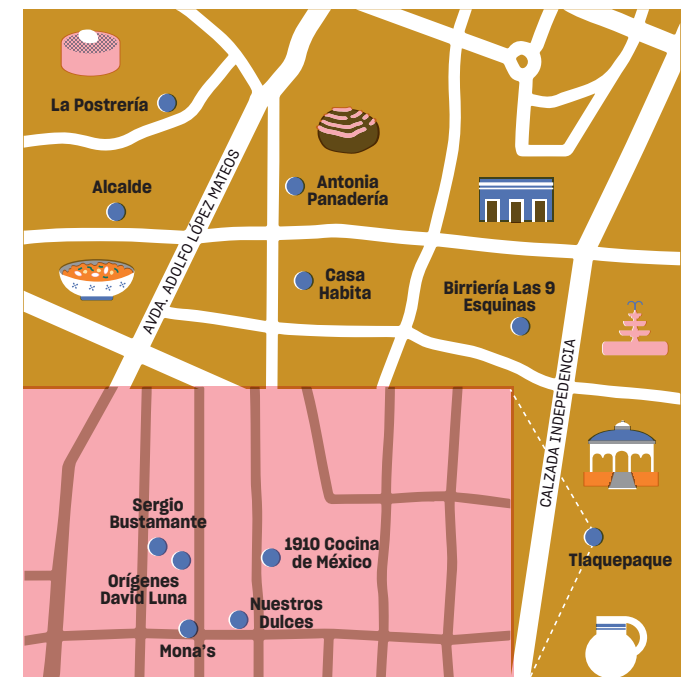 La Postrería
Alcalde
AVDA. ADOLFO LÓPEZ MATEOS
Antonia
Panadería
Casa
Habita
Birriería Las 9
Esquinas
CALZADA INDEPEDENCIA
Sergio
Bustamante
Orígenes
David Luna
1910 Cocina
de México
Nuestros
Dulces
Mona's
Tlaquepaque